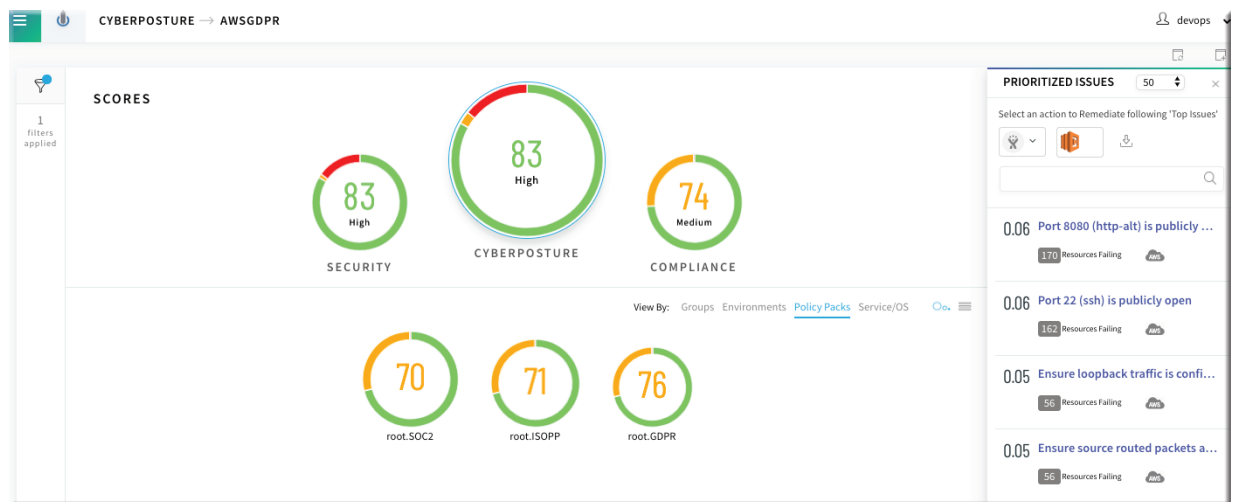 CYBERPOSTURE → AWSGDPR
devops
1
filters
applied
SCORES
83
High
SECURITY
83
High
CYBERPOSTURE
74
Medium
COMPLIANCE
View By: Groups Environments Policy Packs Service/OS
70
root.SOC2
71
root.ISOPP
76
root.GDPR
PRIORITIZED ISSUES 50
Select an action to Remediate following 'Top Issues'
0.06 Port 8080 (http-alt) is publicly ...
170 Resources Failing AWS
0.06 Port 22 (ssh) is publicly open
162 Resources Failing AWS
0.05 Ensure loopback traffic is confi...
56 Resources Failing AWS
0.05 Ensure source routed packets a...
56 Resources Failing AWS